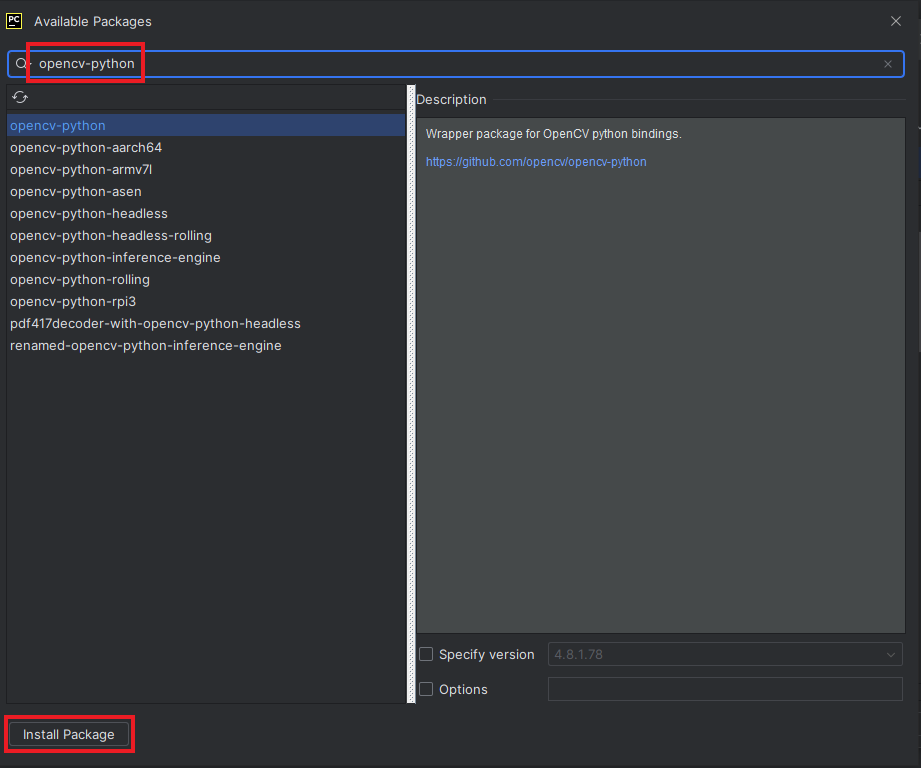 PC
Available Packages
opencv-python
opencv-python
opencv-python-aarch64
opencv-python-armv7l
opencv-python-asen
opencv-python-headless
opencv-python-headless-rolling
opencv-python-inference-engine
opencv-python-rolling
opencv-python-rpi3
pdf417decoder-with-opencv-python-headless
renamed-opencv-python-inference-engine
Description
Wrapper package for OpenCV python bindings.
https://github.com/opencv/opencv-python
Specify version
4.8.1.78
Options
Install Package